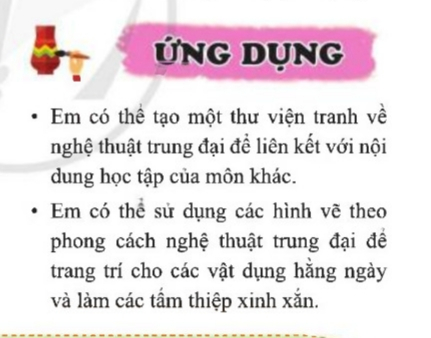 ỨNG DỤNG
• Em có thể tạo một thư viện tranh về
nghệ thuật trung đại để liên kết với nội
dung học tập của môn khác.
• Em có thể sử dụng các hình vẽ theo
phong cách nghệ thuật trung đại để
trang trí cho các vật dụng hằng ngày
và làm các tấm thiệp xinh xắn.